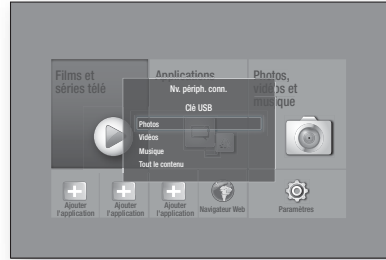 Films et
séries télé
Applications
Photos,
vidéos et
musique
Nv. périph. conn.
Clé USB
Photos
Vidéos
Musique
Tout le contenu
Ajouter
l'application
Ajouter
l'application
Ajouter
l'application
Navigateur Web
Paramètres